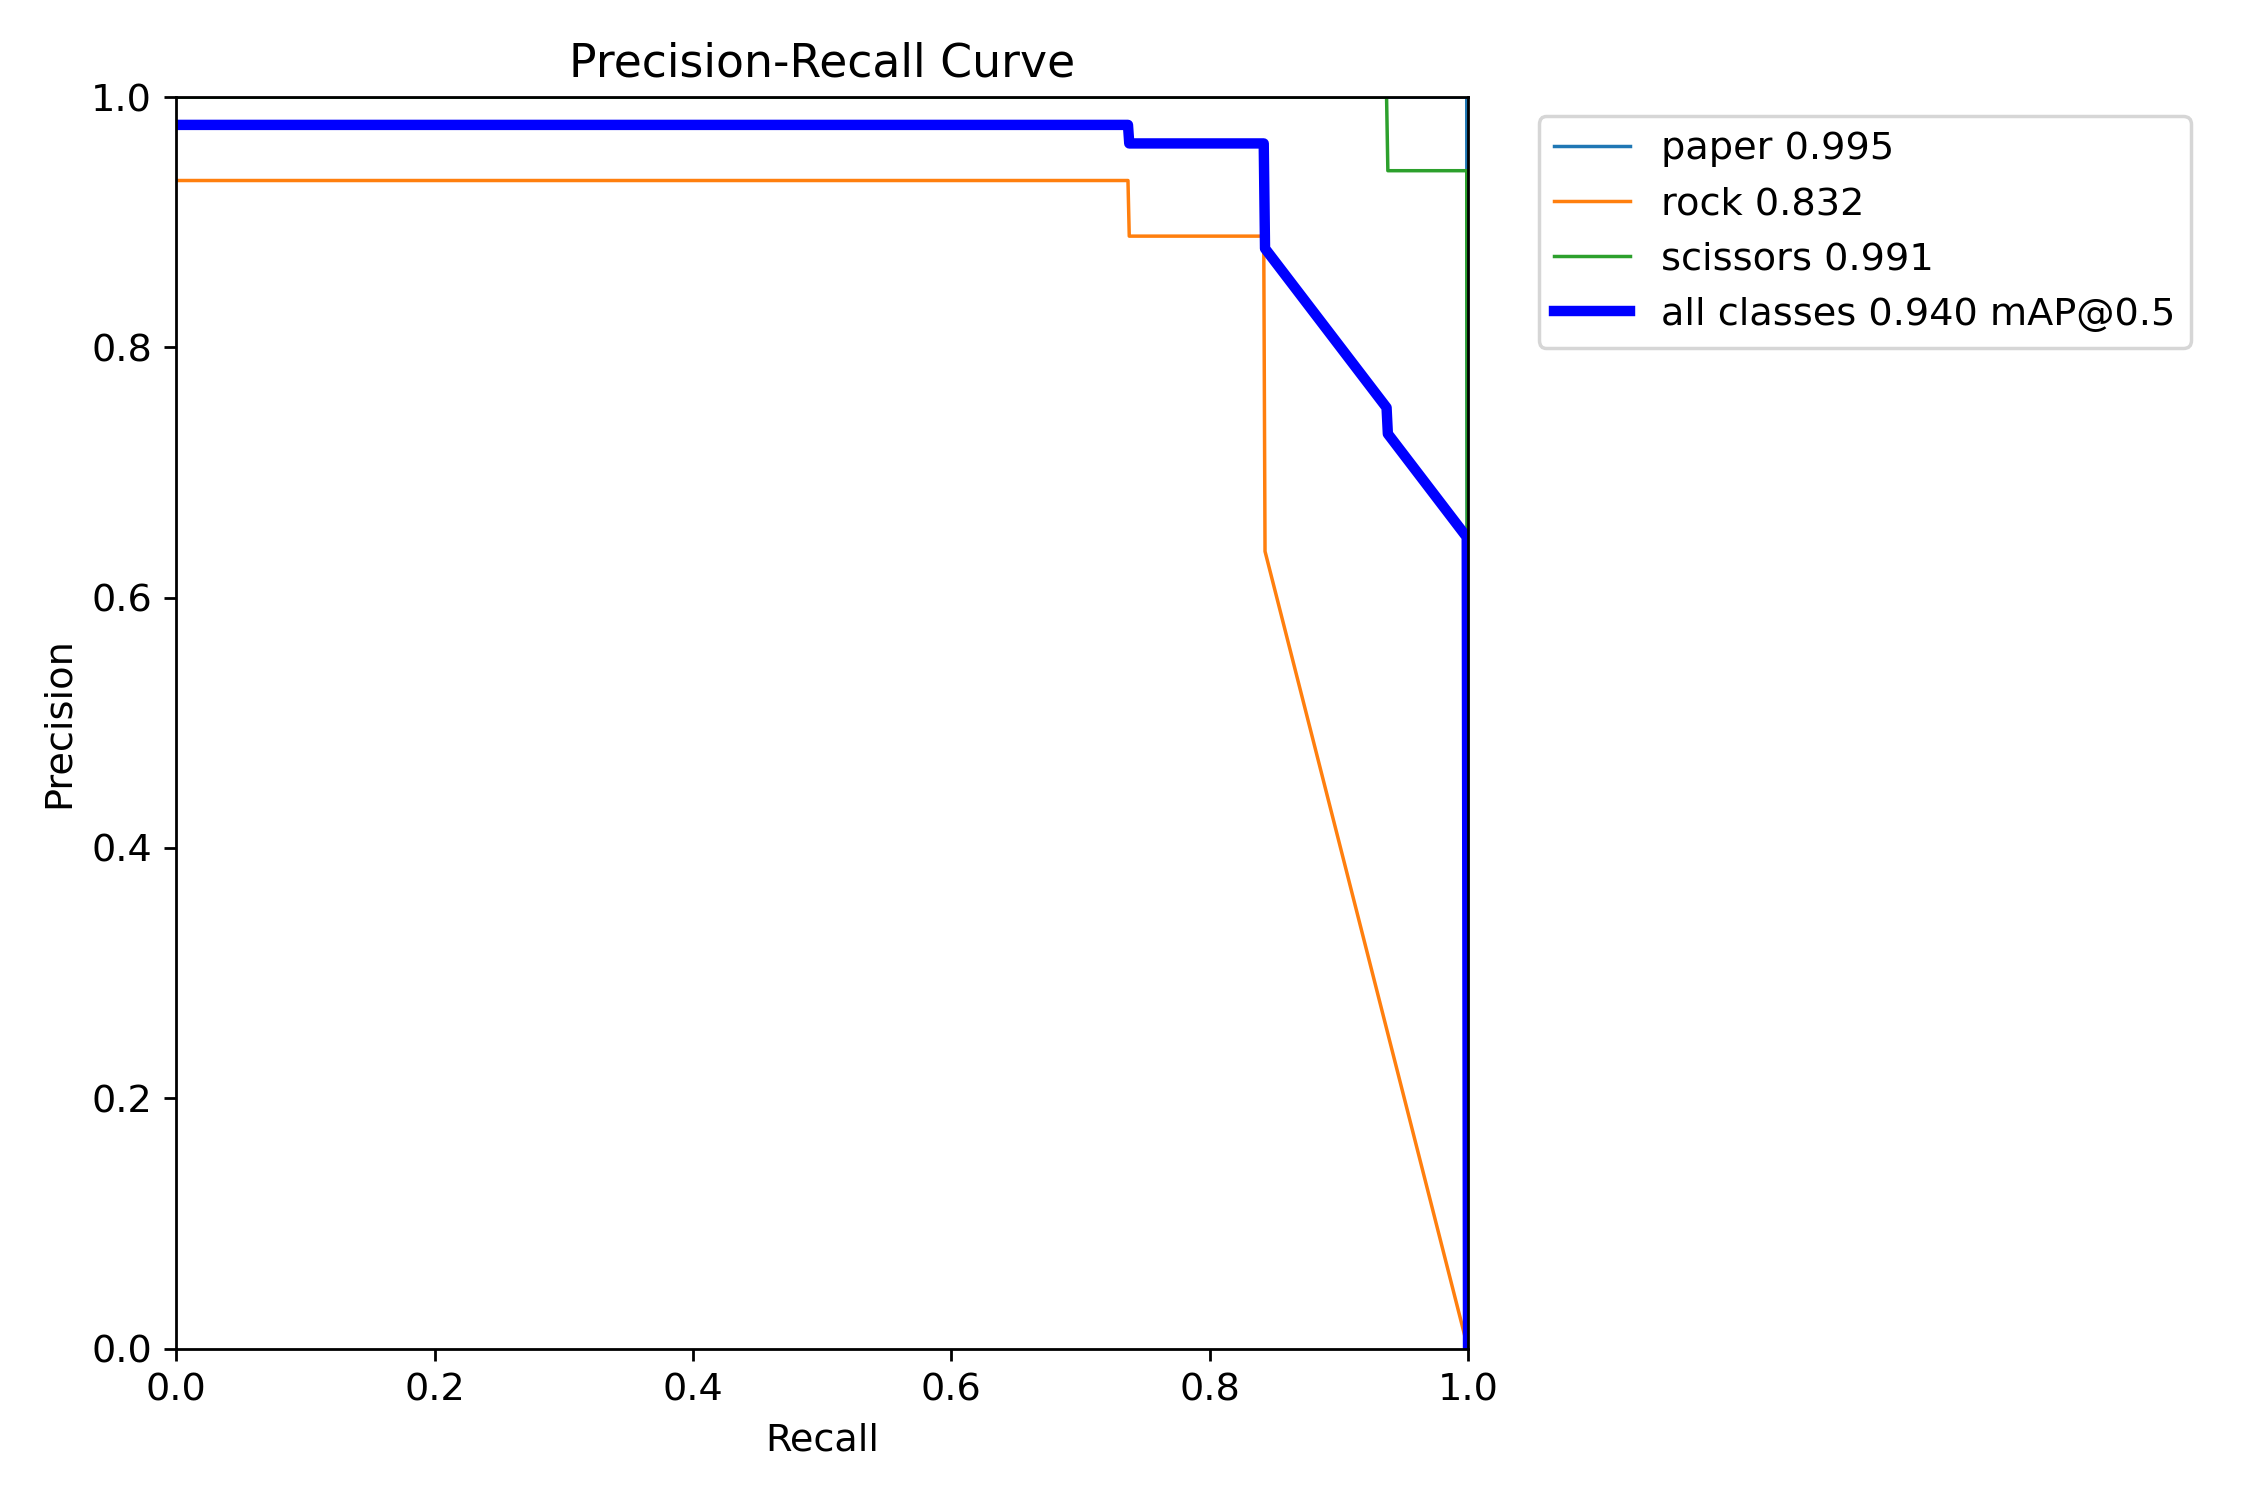 Precision-Recall Curve
1.0
0.8
0.6
0.4
0.2
0.0
Precision
0.0 0.2 0.4 0.6 0.8 1.0
Recall
paper 0.995
rock 0.832
scissors 0.991
all classes 0.940 mAP@0.5